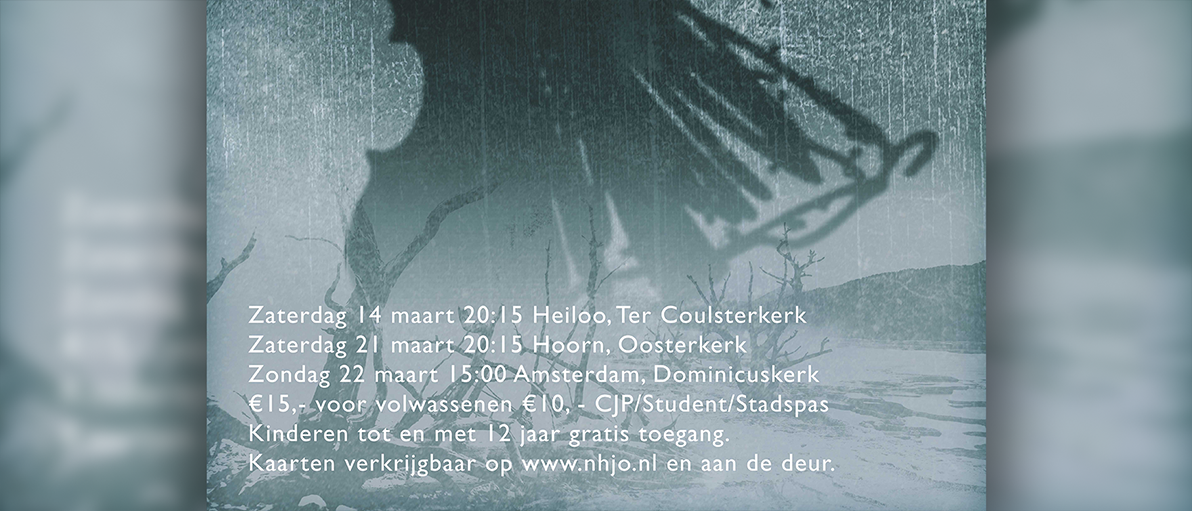 Zaterdag 14 maart 20:15 Heiloo, Ter Coulsterkerk
Zaterdag 21 maart 20:15 Hoorn, Oosterkerk
Zondag 22 maart 15:00 Amsterdam, Dominicuskerk
€15,- voor volwassenen €10, - CJP/Student/Stadspas
Kinderen tot en met 12 jaar gratis toegang.
Kaarten verkrijgbaar op www.nhjo.nl en aan de deur.